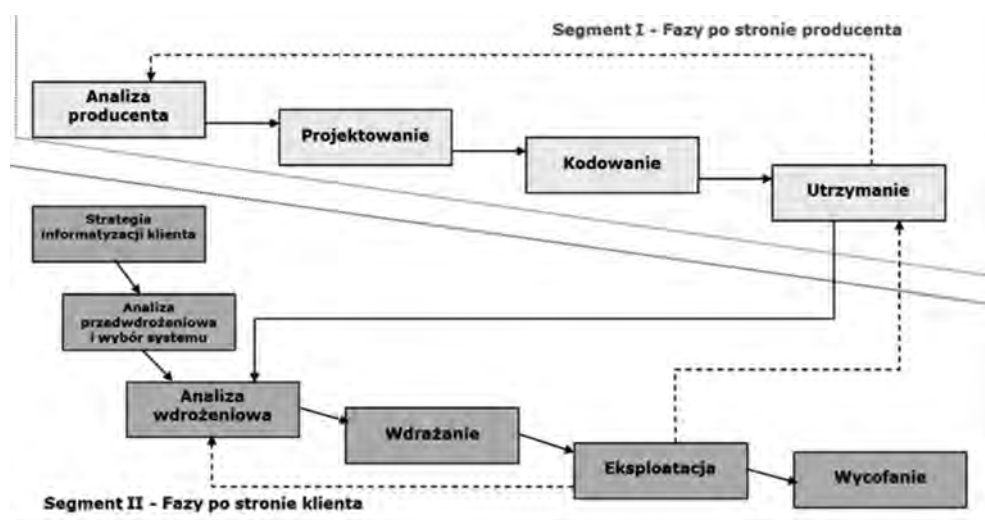 Segment I - Fazy po stronie producenta
Analiza
producenta
Projektowanie
Kodowanie
Utrzymanie
Strategia
informatyzacji klienta
Analiza
przedwdrożeniowa
i wybór systemu
Analiza
wdrożeniowa
Wdrażanie
Eksploatacja
Wycofanie
Segment II - Fazy po stronie klienta